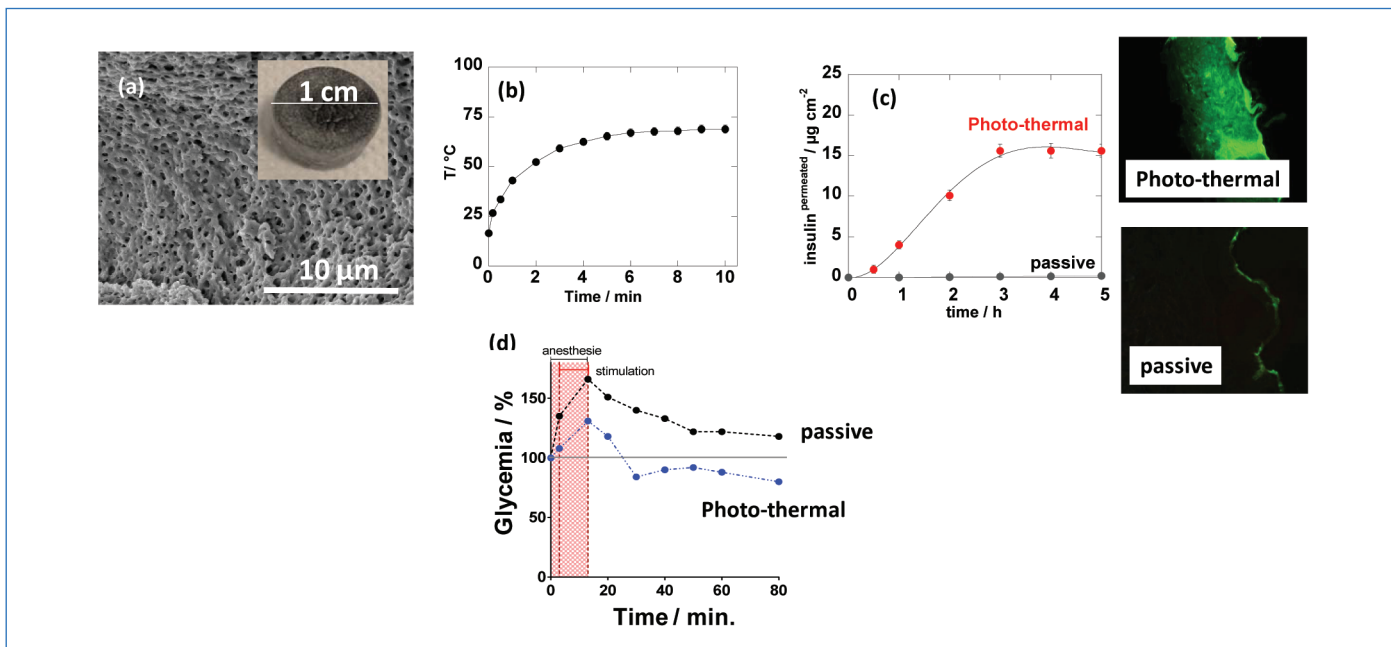 (a)
1 cm
10 µm
(b)
100
75
50
25
0
T/ °C
0 2 4 6 8 10
Time / min
(c)
25
20
15
10
5
0
insulin permeated / µg cm-2
Photo-thermal
passive
0 1 2 3 4 5
time / h
Photo-thermal
passive
(d)
anesthesie
stimulation
150
100
50
0
Glycemia / %
passive
Photo-thermal
0 20 40 60 80
Time / min.